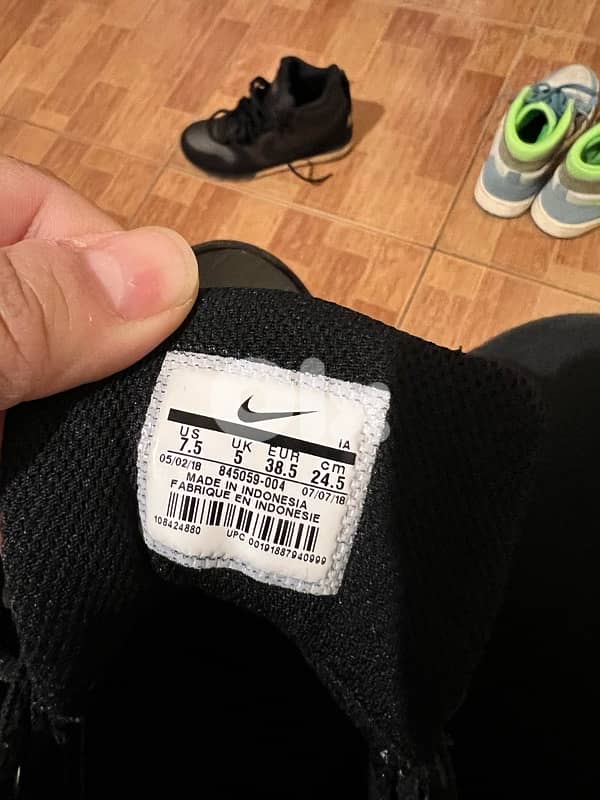 US UK EUR cm IA
7.5 5 38.5 24.5
05/02/18 845059-004 07/07/18
MADE IN INDONESIA
FABRIQUE EN INDONESIE
108424880 UPC 00191887940999